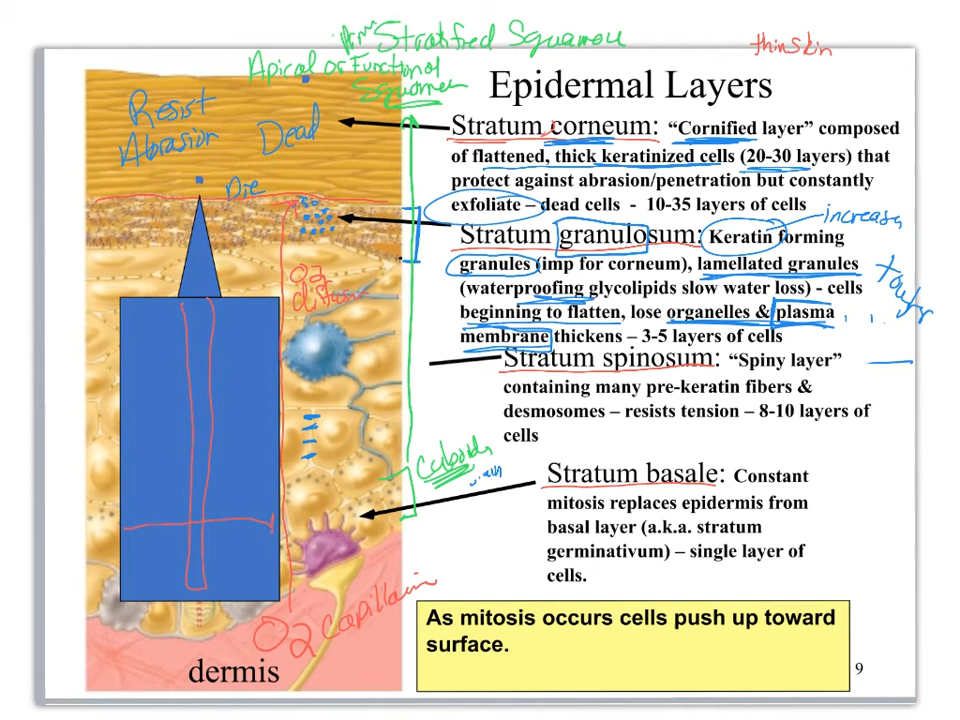 Stratified Squamou
thin skin
Apical or Functional
Squamou
Epidermal Layers
Resist
Abrasion
Dead
Stratum corneum: “Cornified layer” composed
of flattened, thick keratinized cells (20-30 layers) that
protect against abrasion/penetration but constantly
exfoliate – dead cells - 10-35 layers of cells
Die
increase
Stratum granulosum: Keratin forming
granules (imp for corneum), lamellated granules
(waterproofing glycolipids slow water loss) - cells
beginning to flatten, lose organelles & plasma
membrane thickens – 3-5 layers of cells
O2
Stratum spinosum: “Spiny layer”
containing many pre-keratin fibers &
desmosomes – resists tension – 8-10 layers of
cells
Stratum basale: Constant
mitosis replaces epidermis from
basal layer (a.k.a. stratum
germinativum) – single layer of
cells.
O2
As mitosis occurs cells push up toward
surface.
dermis
9